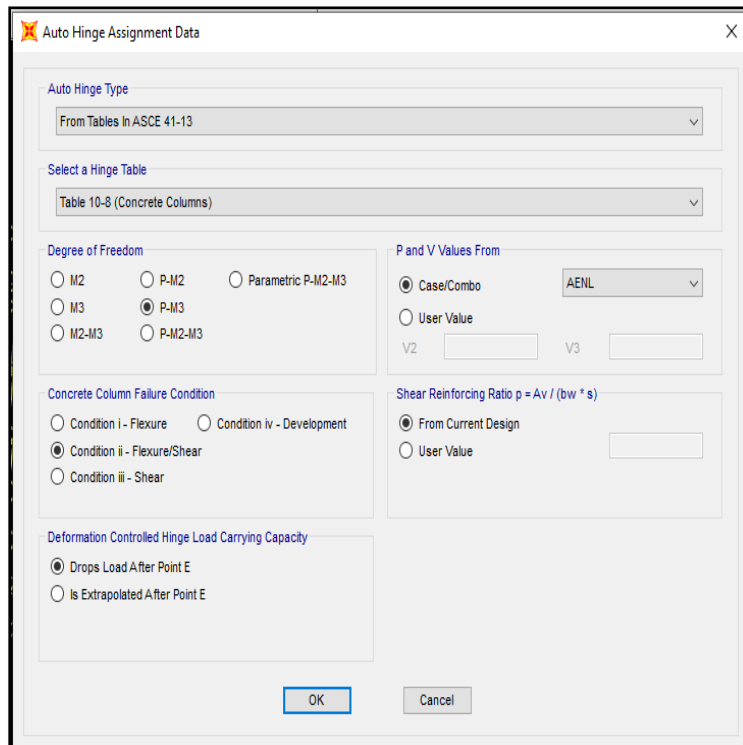 Auto Hinge Assignment Data
Auto Hinge Type
From Tables In ASCE 41-13
Select a Hinge Table
Table 10-8 (Concrete Columns)
Degree of Freedom
M2 P-M2 Parametric P-M2-M3
M3 P-M3
M2-M3 P-M2-M3
P and V Values From
Case/Combo AENL
User Value
V2 V3
Concrete Column Failure Condition
Condition i - Flexure Condition iv - Development
Condition ii - Flexure/Shear
Condition iii - Shear
Shear Reinforcing Ratio p = Av / (bw * s)
From Current Design
User Value
Deformation Controlled Hinge Load Carrying Capacity
Drops Load After Point E
Is Extrapolated After Point E
OK Cancel